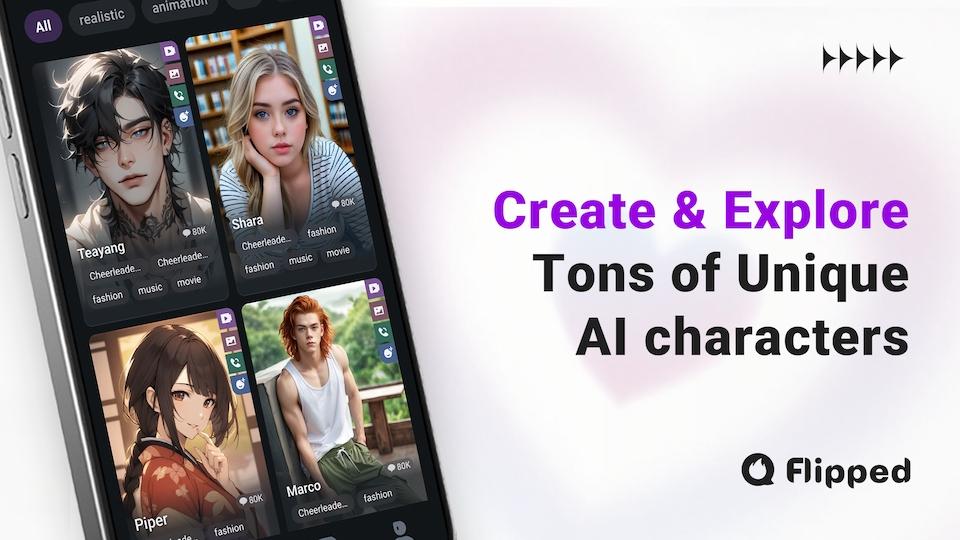 All
realistic
animation
Teayang
80K
Cheerleade...
Cheerleade...
fashion
music
movie
Shara
80K
Cheerleade...
fashion
fashion
music
movie
Piper
80K
fashion
Marco
80K
Cheerleade...
fashion
Create & Explore
Tons of Unique
AI characters
Flipped